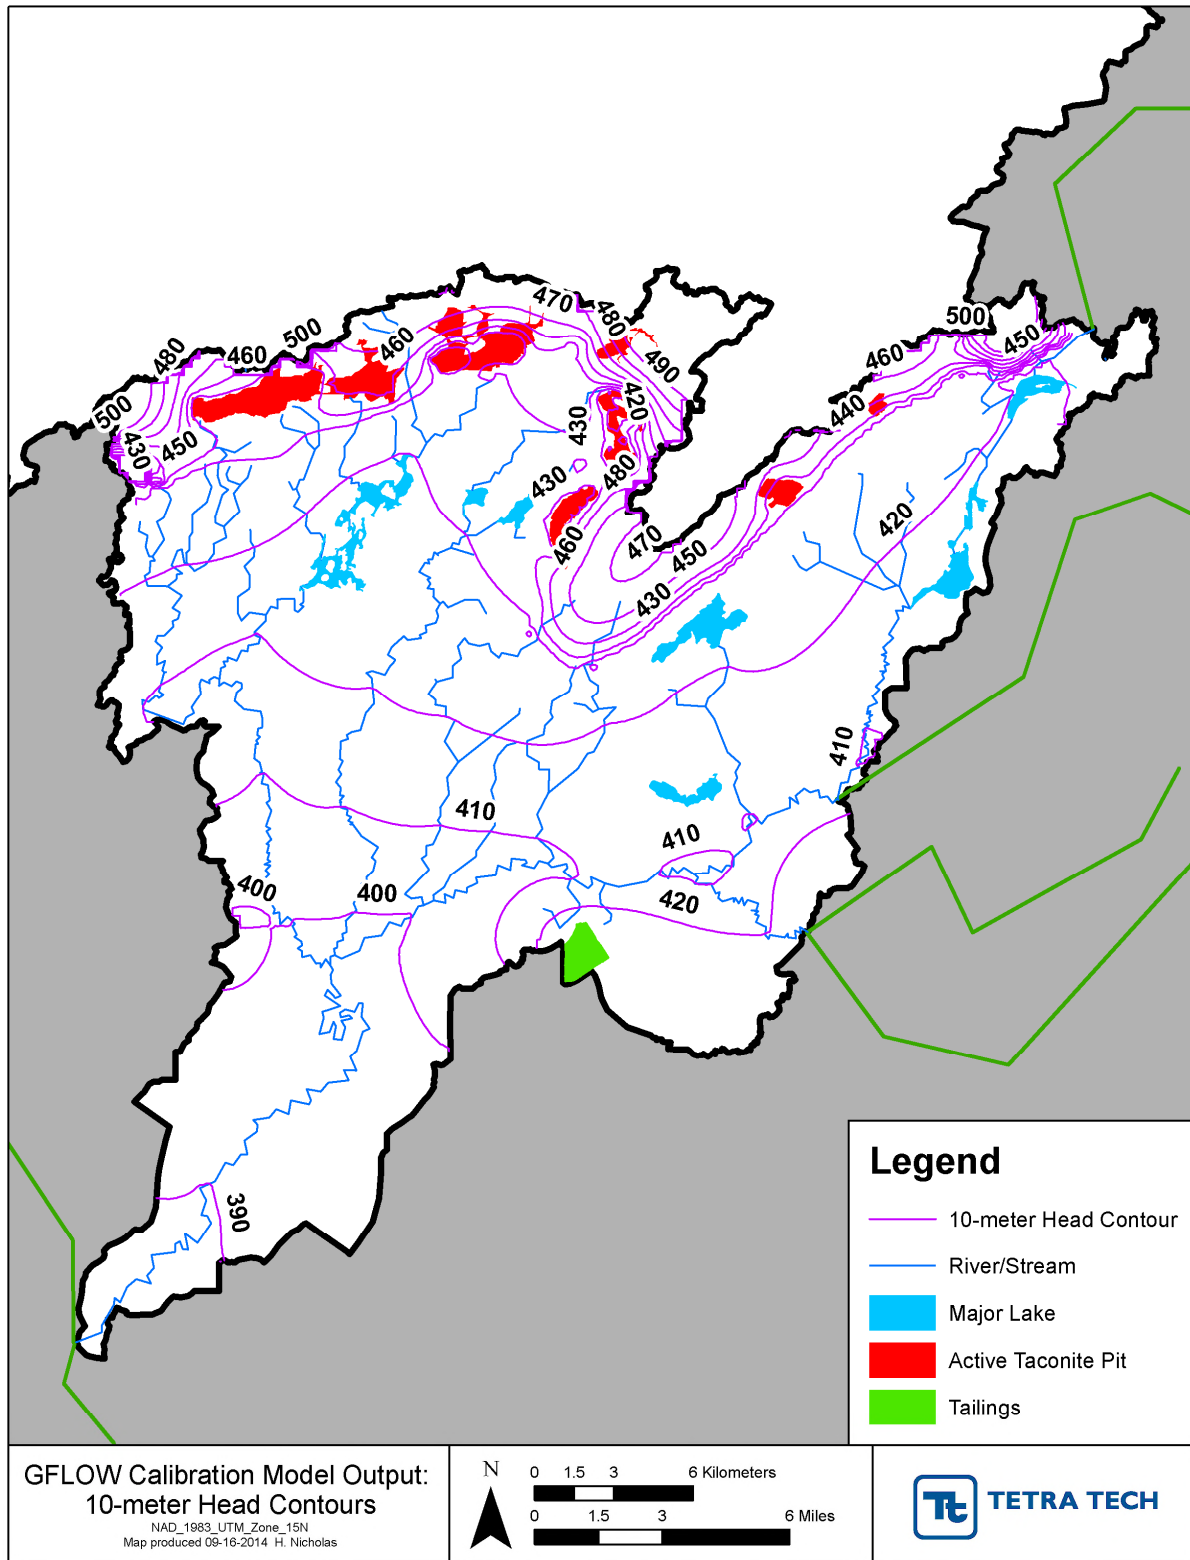 470
480
500
500
460
480
460
490
450
460
500
420
440
430
430
450
480
430
420
460
470
450
430
410
410
410
400
400
420
390
Legend
10-meter Head Contour
River/Stream
Major Lake
Active Taconite Pit
Tailings
GFLOW Calibration Model Output:
10-meter Head Contours
NAD_1983_UTM_Zone_15N
Map produced 09-16-2014 H. Nicholas
N
0 1.5 3 6 Kilometers
0 1.5 3 6 Miles
Tt TETRA TECH